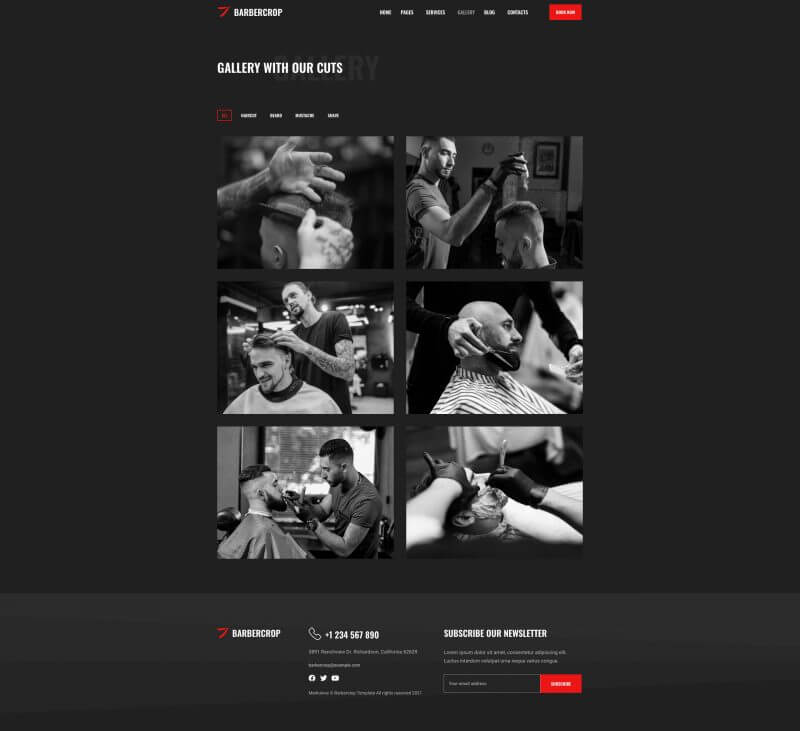 BARBERCROP
HOME PAGES SERVICES GALLERY BLOG CONTACTS
BOOK NOW
GALLERY
GALLERY WITH OUR CUTS
ALL HAIRCUT BEARD MUSTACHE SHAVE
BARBERCROP
+1 234 567 890
3891 Ranchview Dr. Richardson, California 62639
barbercrop@example.com
Merkulove © Barbercrop Template All rights reserved 2021
SUBSCRIBE OUR NEWSLETTER
Lorem ipsum dolor sit amet, consectetur adipiscing elit.
Luctus interdum volutpat urna neque varius congue.
Your email address
SUBSCRIBE